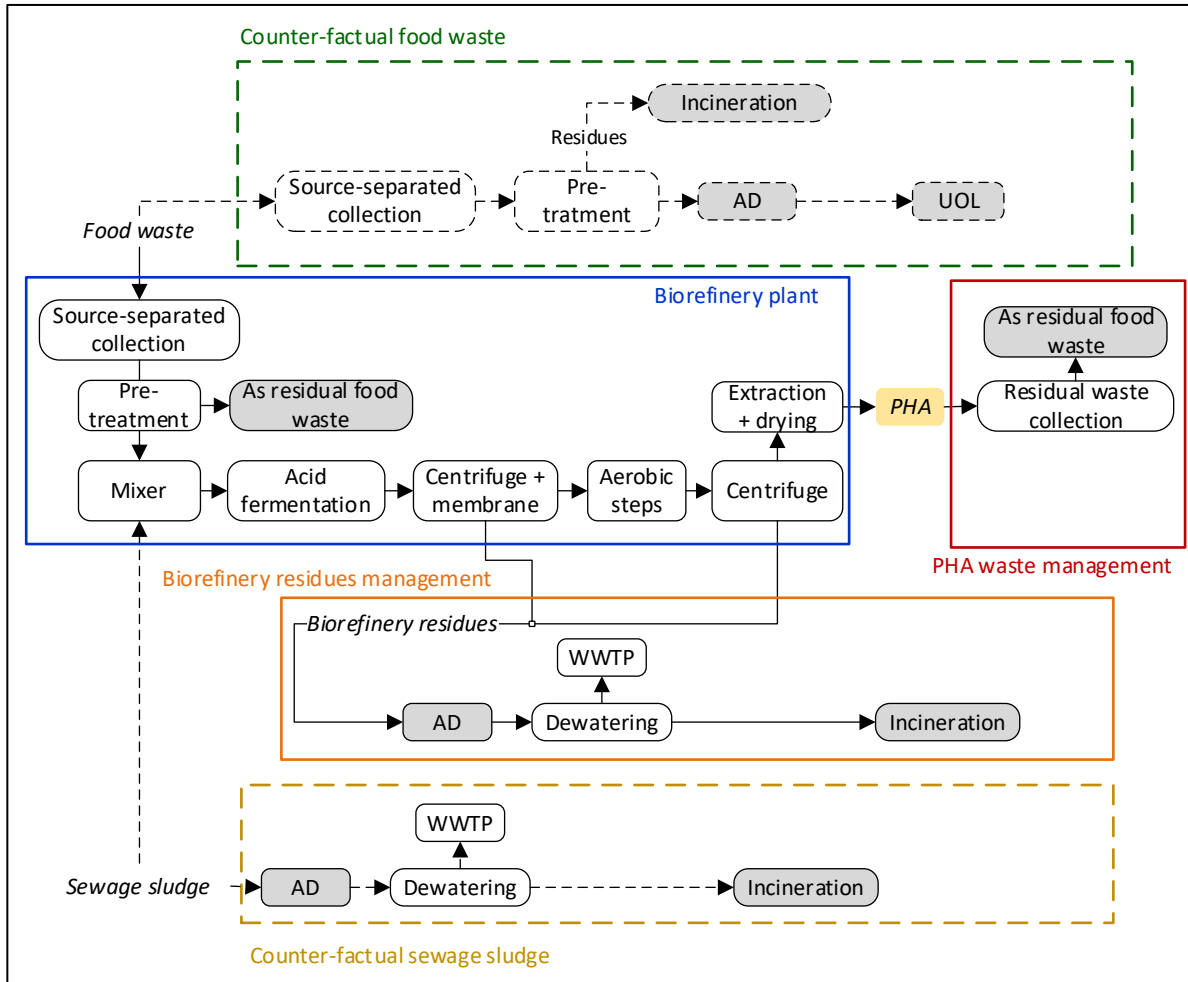 Counter-factual food waste
Incineration
Residues
Source-separated
collection
Pre-
tratment
AD
UOL
Food waste
Biorefinery plant
Source-separated
collection
Pre-
treatment
As residual food
waste
Extraction
+ drying
PHA
As residual food
waste
Residual waste
collection
Mixer
Acid
fermentation
Centrifuge +
membrane
Aerobic
steps
Centrifuge
Biorefinery residues management
PHA waste management
Biorefinery residues
WWTP
AD
Dewatering
Incineration
WWTP
Sewage sludge
AD
Dewatering
Incineration
Counter-factual sewage sludge